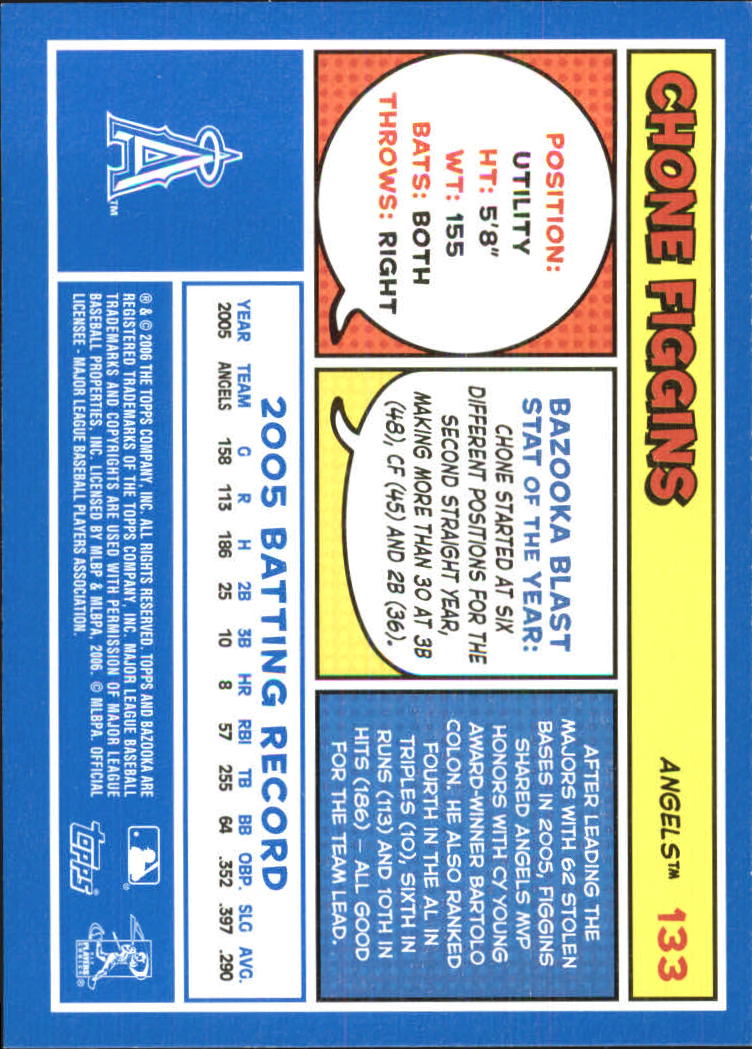 CHONE FIGGINS
ANGELS™ 133
POSITION:
UTILITY
HT: 5'8"
WT: 155
BATS: BOTH
THROWS: RIGHT
BAZOOKA BLAST
STAT OF THE YEAR:
CHONE STARTED AT SIX
DIFFERENT POSITIONS FOR THE
SECOND STRAIGHT YEAR,
MAKING MORE THAN 30 AT 3B
(48), CF (45) AND 2B (36).
AFTER LEADING THE
MAJORS WITH 62 STOLEN
BASES IN 2005, FIGGINS
SHARED ANGELS MVP
HONORS WITH CY YOUNG
AWARD-WINNER BARTOLO
COLON. HE ALSO RANKED
FOURTH IN THE AL IN
TRIPLES (10), SIXTH IN
RUNS (113) AND 10TH IN
HITS (186) – ALL GOOD
FOR THE TEAM LEAD.
A™
2005 BATTING RECORD
YEAR TEAM G R H 2B 3B HR RBI TB BB OBP. SLG AVG.
2005 ANGELS 158 113 186 25 10 8 57 255 64 .352 .397 .290
® & © 2006 THE TOPPS COMPANY, INC. ALL RIGHTS RESERVED. TOPPS AND BAZOOKA ARE
REGISTERED TRADEMARKS OF THE TOPPS COMPANY, INC. MAJOR LEAGUE BASEBALL
TRADEMARKS AND COPYRIGHTS ARE USED WITH PERMISSION OF MAJOR LEAGUE
BASEBALL PROPERTIES, INC. LICENSED BY MLBP & MLBPA, 2006. © MLBPA. OFFICIAL
LICENSEE - MAJOR LEAGUE BASEBALL PLAYERS ASSOCIATION.
topps®
PLAYERS
CHOICE®